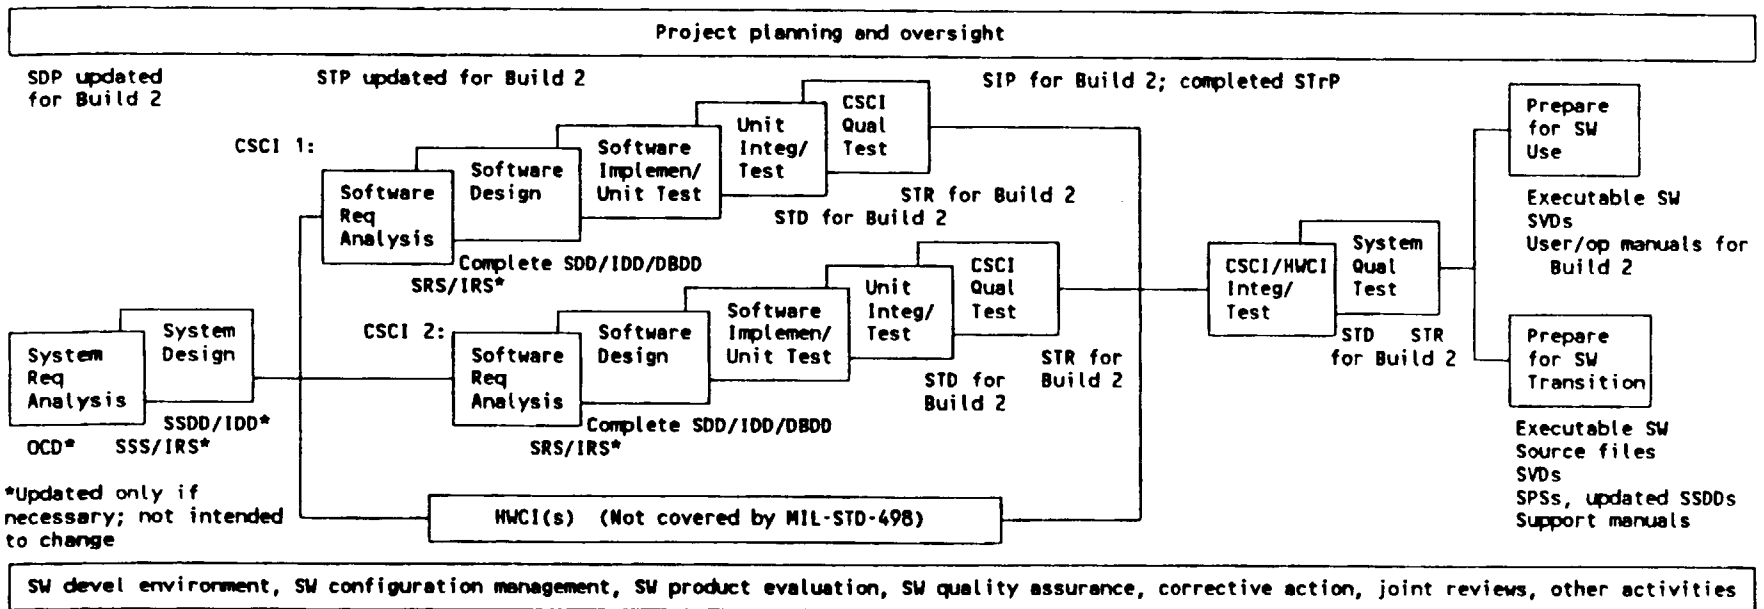 Project planning and oversight
SDP updated
for Build 2
STP updated for Build 2
SIP for Build 2; completed STrP
CSCI 1:
Software
Req
Analysis
Software
Design
Software
Implemen/
Unit Test
Unit
Integ/
Test
CSCI
Qual
Test
STR for Build 2
STD for Build 2
Complete SDD/IDD/DBDD
SRS/IRS*
System
Req
Analysis
System
Design
SSDD/IDD*
OCD* SSS/IRS*
CSCI 2:
Software
Req
Analysis
Software
Design
Software
Implemen/
Unit Test
Unit
Integ/
Test
CSCI
Qual
Test
STR for
Build 2
STD for
Build 2
Complete SDD/IDD/DBDD
SRS/IRS*
HWCI(s) (Not covered by MIL-STD-498)
CSCI/HWCI
Integ/
Test
System
Qual
Test
STD STR
for Build 2
Prepare
for SW
Use
Executable SW
SVDs
User/op manuals for
Build 2
Prepare
for SW
Transition
Executable SW
Source files
SVDs
SPSs, updated SSDDs
Support manuals
*Updated only if
necessary; not intended
to change
SW devel environment, SW configuration management, SW product evaluation, SW quality assurance, corrective action, joint reviews, other activities